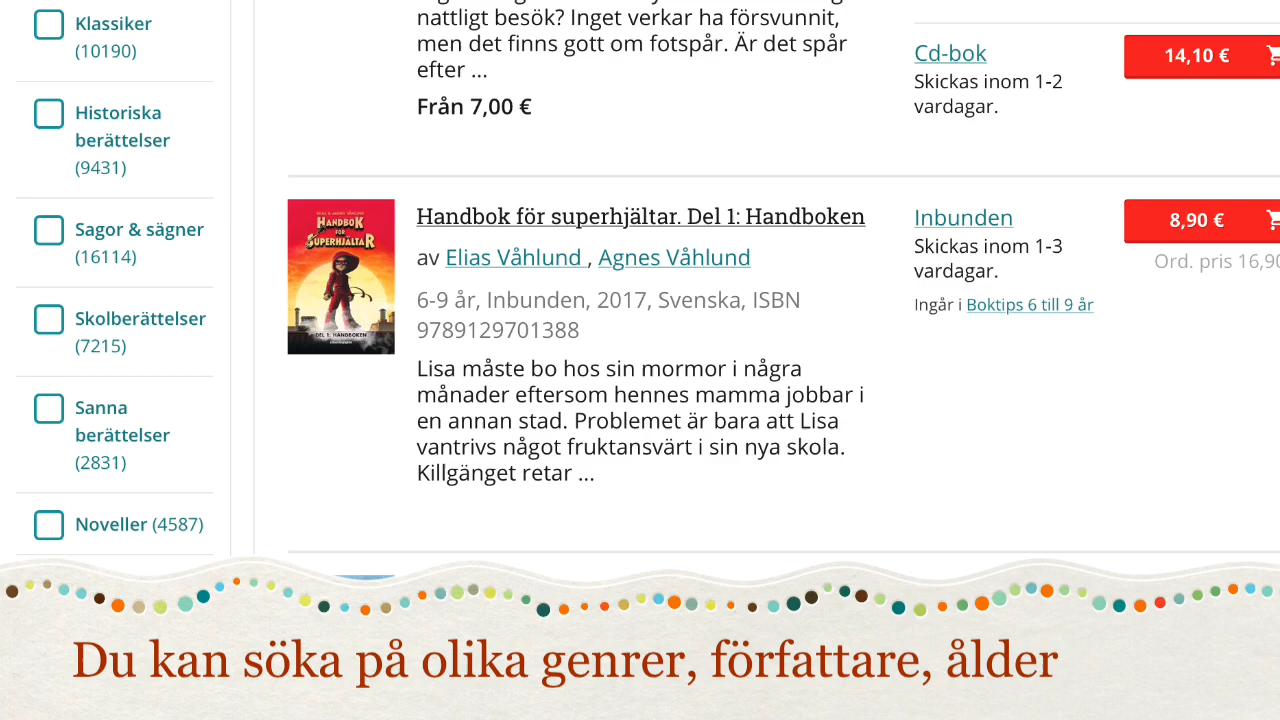 Klassiker
(10190)
Historiska
berättelser
(9431)
Sagor & sägner
(16114)
Skolberättelser
(7215)
Sanna
berättelser
(2831)
Noveller (4587)
nattligt besök? Inget verkar ha försvunnit,
men det finns gott om fotspår. Är det spår
efter ...
Från 7,00 €
Cd-bok
Skickas inom 1-2
vardagar.
14,10 €
HANDBOK
FÖR
SUPERHJÄLTAR
DEL 1: HANDBOKEN
Handbok för superhjältar. Del 1: Handboken
av Elias Våhlund , Agnes Våhlund
6-9 år, Inbunden, 2017, Svenska, ISBN
9789129701388
Lisa måste bo hos sin mormor i några
månader eftersom hennes mamma jobbar i
en annan stad. Problemet är bara att Lisa
vantrivs något fruktansvärt i sin nya skola.
Killgänget retar ...
Inbunden
Skickas inom 1-3
vardagar.
Ingår i Boktips 6 till 9 år
8,90 €
Ord. pris 16,90
Du kan söka på olika genrer, författare, ålder